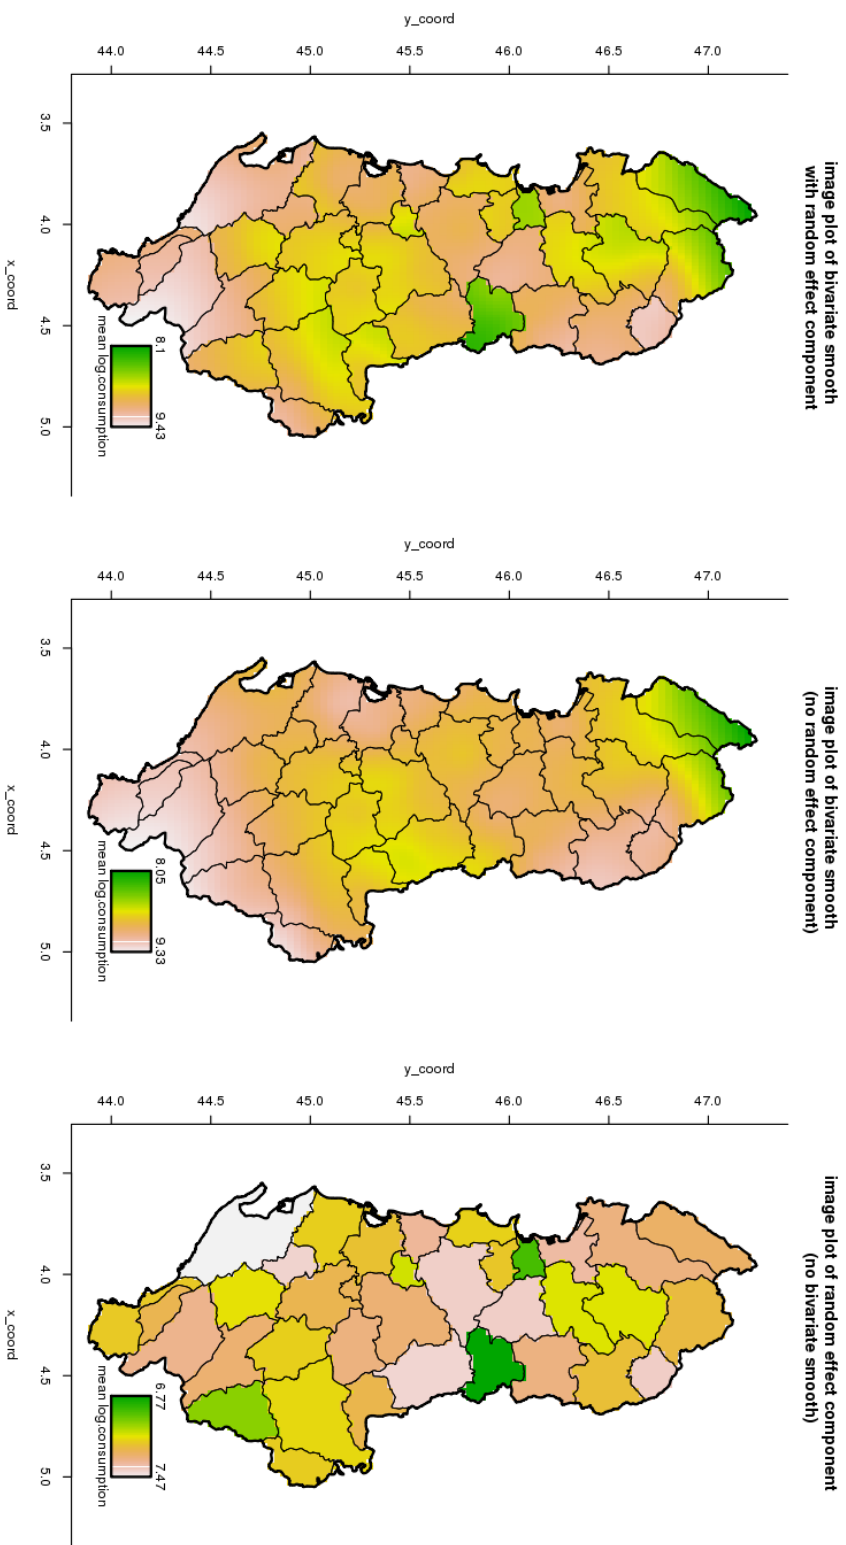 image plot of bivariate smooth
with random effect component
y_coord
44.0 44.5 45.0 45.5 46.0 46.5 47.0
3.5 4.0 4.5 5.0
x_coord
8.1 9.43
mean log.consumption
image plot of bivariate smooth
(no random effect component)
y_coord
44.0 44.5 45.0 45.5 46.0 46.5 47.0
3.5 4.0 4.5 5.0
x_coord
8.05 9.33
mean log.consumption
image plot of random effect component
(no bivariate smooth)
y_coord
44.0 44.5 45.0 45.5 46.0 46.5 47.0
3.5 4.0 4.5 5.0
x_coord
6.77 7.47
mean log.consumption